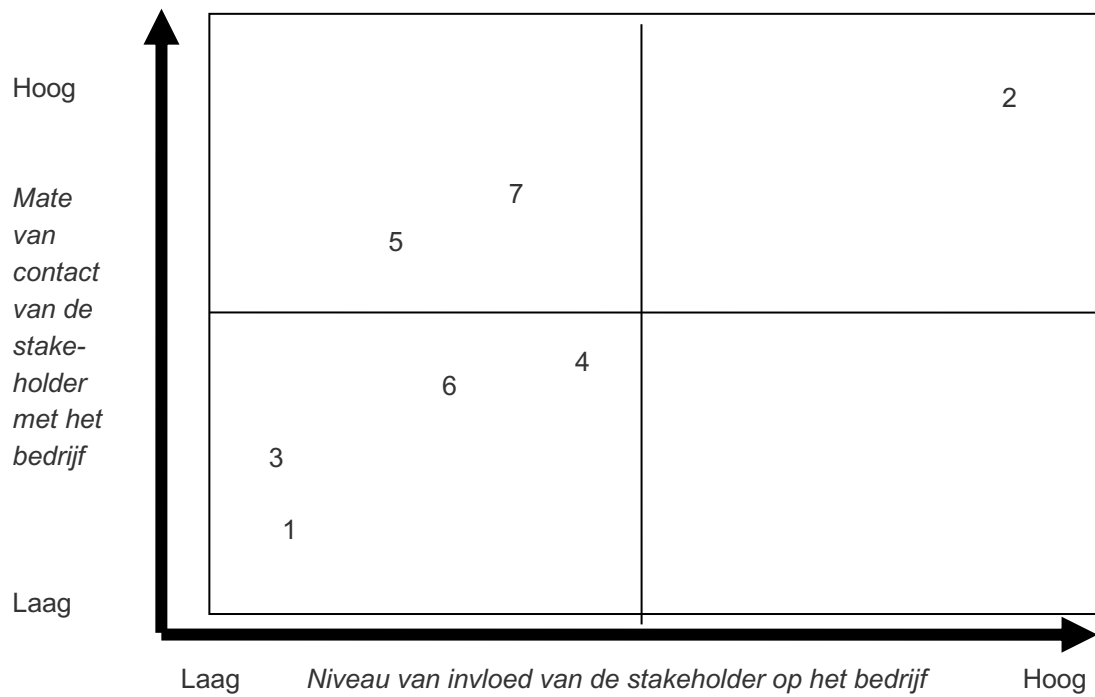 Hoog
2
Mate
van
contact
van de
stake-
holder
met het
bedrijf
7
5
4
6
3
1
Laag
Laag
Niveau van invloed van de stakeholder op het bedrijf
Hoog